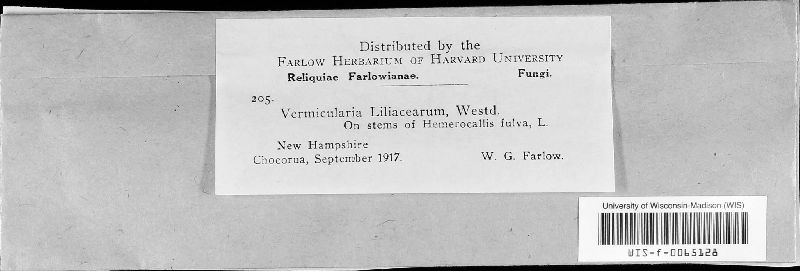 Distributed by the
FARLOW HERBARIUM OF HARVARD UNIVERSITY
Reliquiae Farlowianae. Fungi.
205.
Vermicularia Liliacearum, Westd.
On stems of Hemerocallis fulva, L.
New Hampshire
Chocorua, September 1917. W. G. Farlow.
University of Wisconsin-Madison (WIS)
WIS-f-0065128